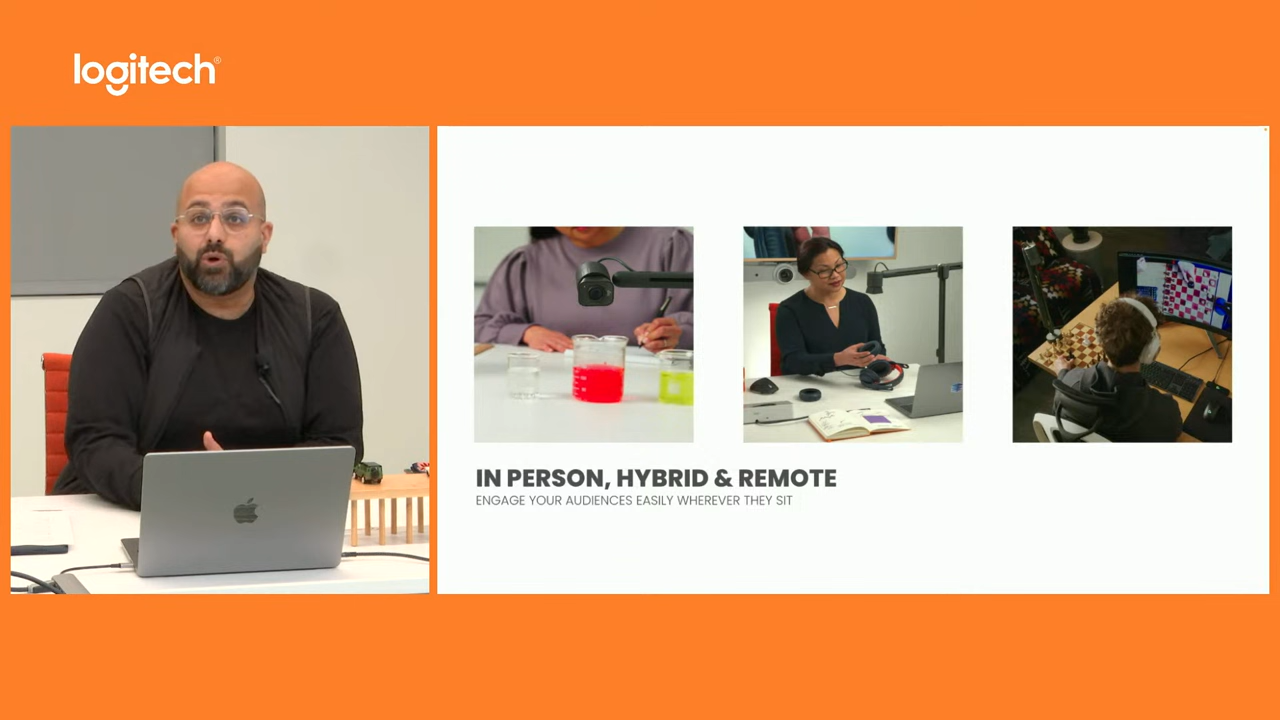 logitech®
IN PERSON, HYBRID & REMOTE
ENGAGE YOUR AUDIENCES EASILY WHEREVER THEY SIT